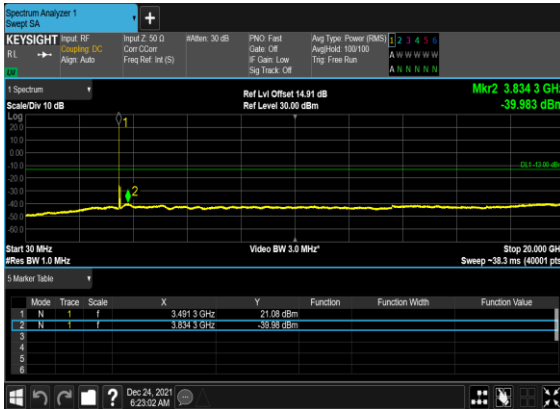 Spectrum Analyzer 1
Swept SA
+
KEYSIGHT Input: RF Input Z: 50 Ω #Atten: 30 dB PNO: Fast Avg Type: Power (RMS) 1 2 3 4 5 6
RL Coupling: DC Corr CCorr Gate: Off Avg|Hold: 100/100 A W W W W W
Align: Auto Freq Ref: Int (S) IF Gain: Low Trig: Free Run
LXI Sig Track: Off A N N N N N
1 Spectrum Ref Lvl Offset 14.91 dB Mkr2 3.834 3 GHz
Scale/Div 10 dB Ref Level 30.00 dBm -39.983 dBm
Log
1
20.0
10.0
0.00
-10.0
DL1 -13.00 dBm
-20.0
-30.0
2
-40.0
-50.0
-60.0
Start 30 MHz Video BW 3.0 MHz* Stop 20.000 GHz
#Res BW 1.0 MHz Sweep ~38.3 ms (40001 pts)
5 Marker Table
Mode Trace Scale X Y Function Function Width Function Value
1 N 1 f 3.491 3 GHz 21.08 dBm
2 N 1 f 3.834 3 GHz -39.98 dBm
3
4
5
6
? Dec 24, 2021
6:23:02 AM